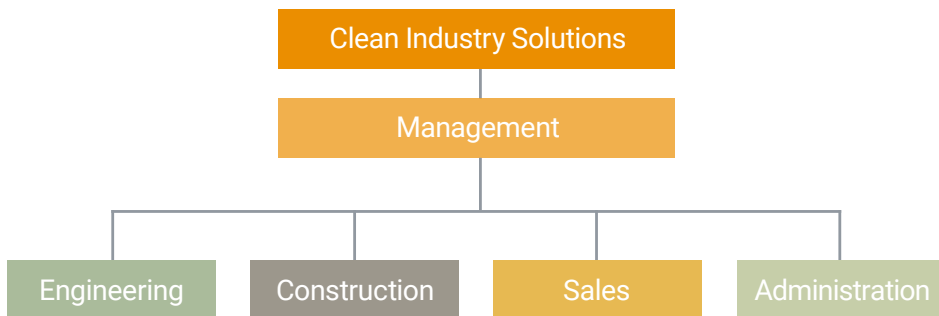 Clean Industry Solutions
Management
Engineering
Construction
Sales
Administration